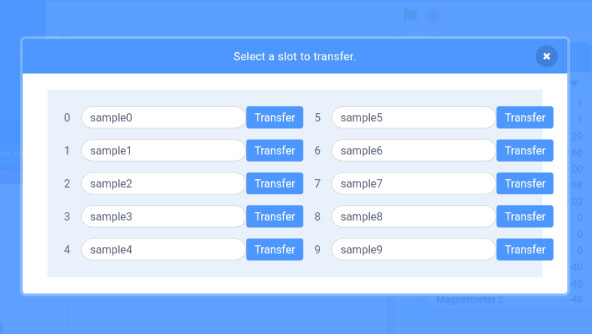 Select a slot to transfer.
0 sample0 Transfer 5 sample5 Transfer
1 sample1 Transfer 6 sample6 Transfer
2 sample2 Transfer 7 sample7 Transfer
3 sample3 Transfer 8 sample8 Transfer
4 sample4 Transfer 9 sample9 Transfer
Magnetmeter Z